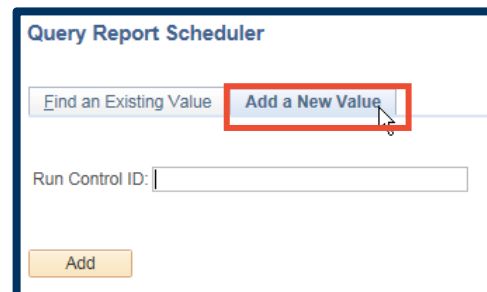 Query Report Scheduler
Find an Existing Value
Add a New Value
Run Control ID:
Add